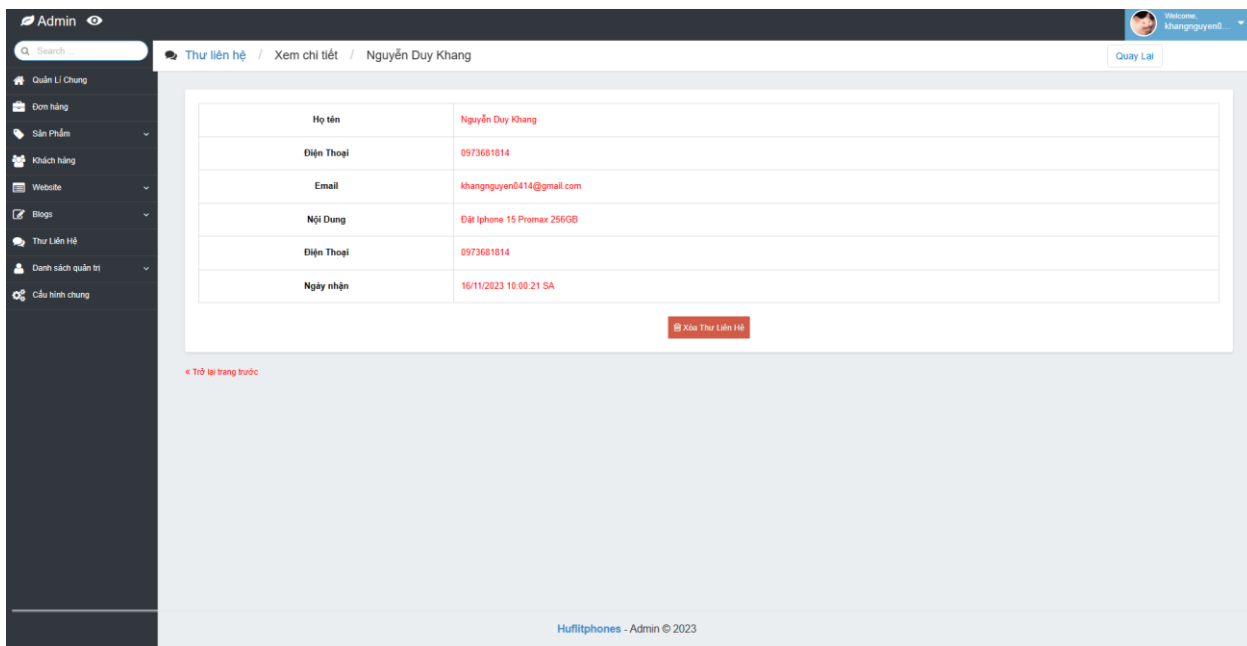 Admin
Welcome,
khangnguyen0...
Search ...
Thư liên hệ / Xem chi tiết / Nguyễn Duy Khang
Quay Lại
Quản Lí Chung
Đơn hàng
Sản Phẩm
Khách hàng
Website
Blogs
Thư Liên Hệ
Danh sách quản trị
Cấu hình chung
Họ tên Nguyễn Duy Khang
Điện Thoại 0973681814
Email khangnguyen0414@gmail.com
Nội Dung Đặt Iphone 15 Promax 256GB
Điện Thoại 0973681814
Ngày nhận 16/11/2023 10:00:21 SA
Xóa Thư Liên Hệ
« Trở lại trang trước
Huflitphones - Admin © 2023